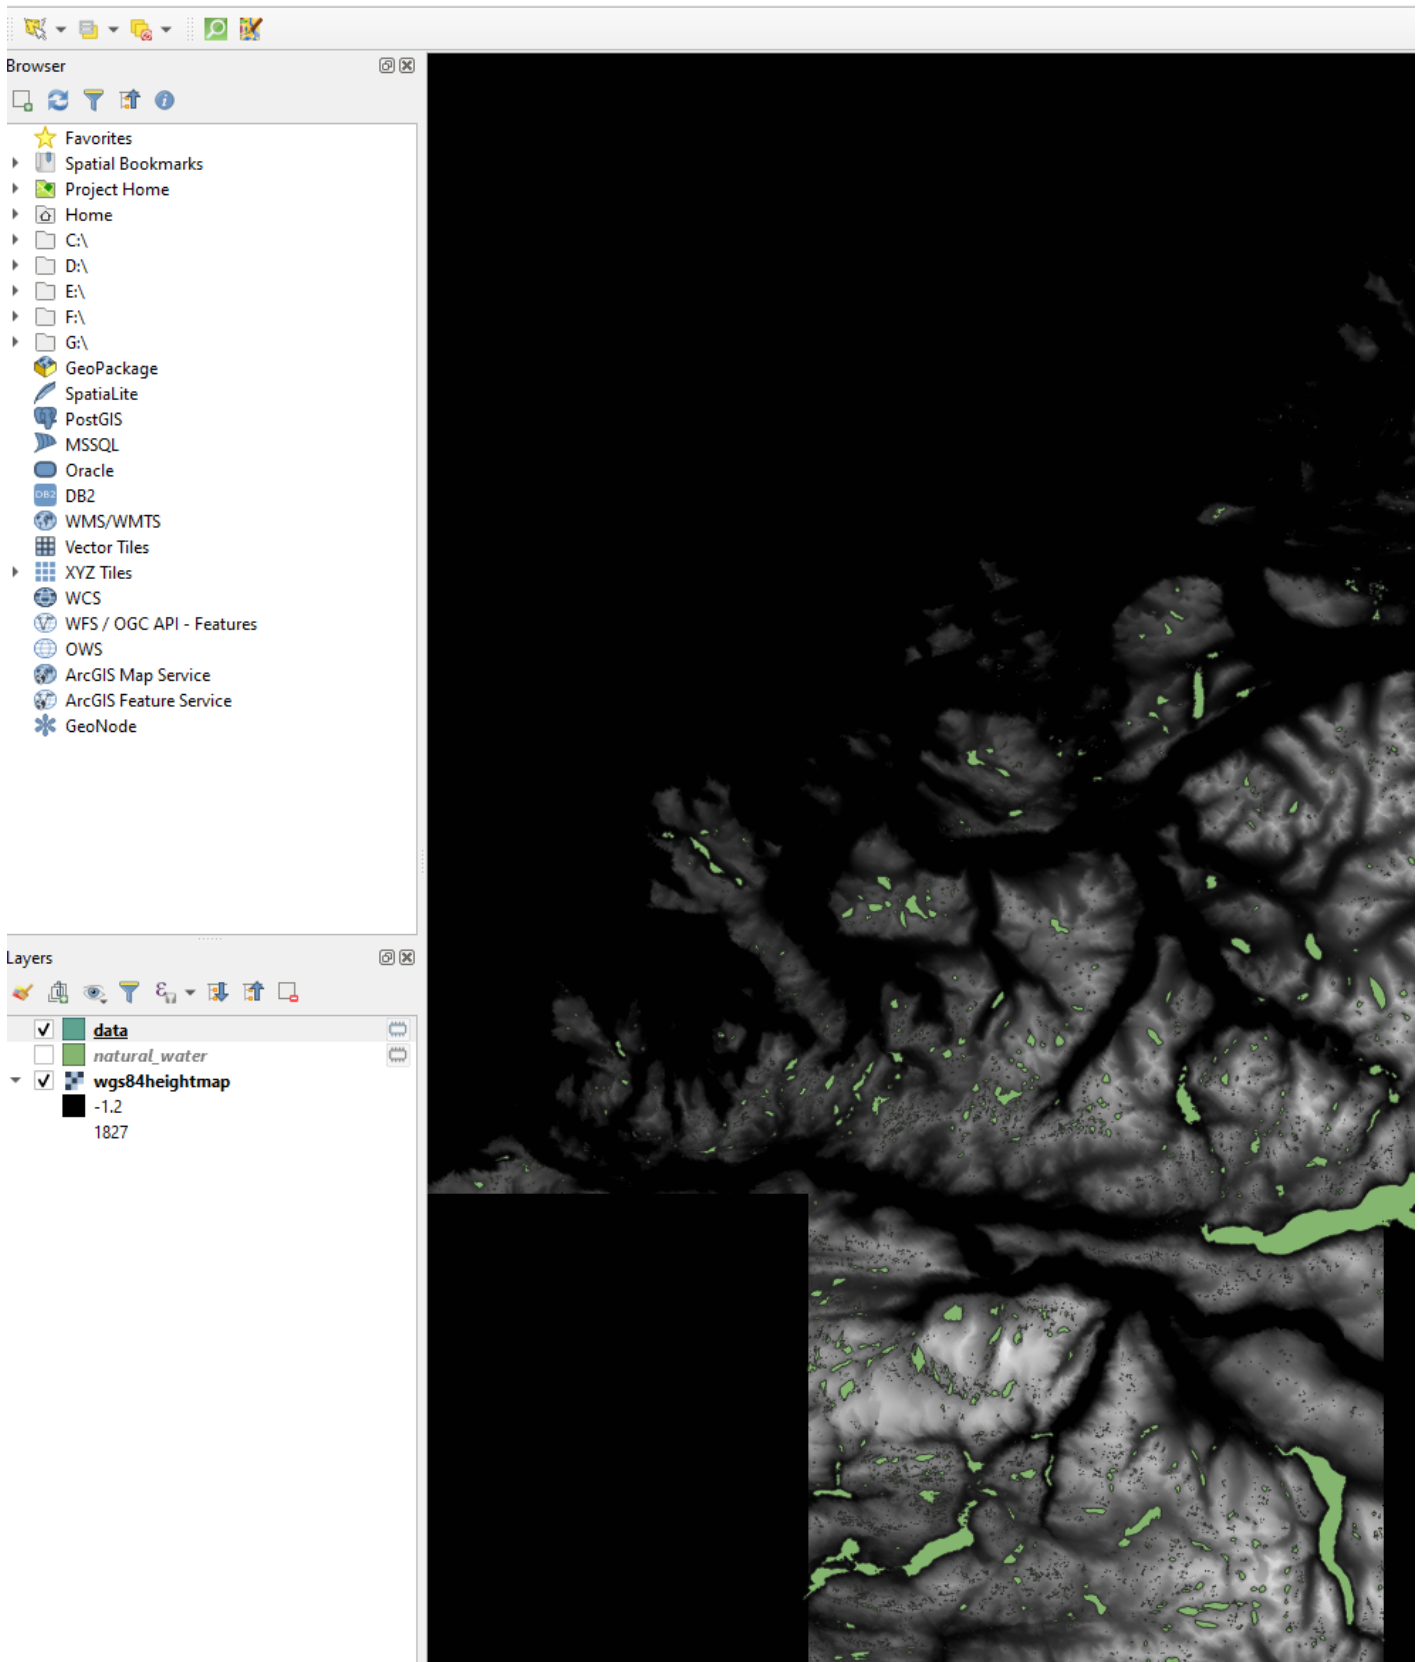 Browser
Favorites
Spatial Bookmarks
Project Home
Home
C:\
D:\
E:\
F:\
G:\
GeoPackage
SpatiaLite
PostGIS
MSSQL
Oracle
DB2
DB2
WMS/WMTS
Vector Tiles
XYZ Tiles
WCS
WFS / OGC API - Features
OWS
ArcGIS Map Service
ArcGIS Feature Service
GeoNode
Layers
data
natural_water
wgs84heightmap
-1.2
1827